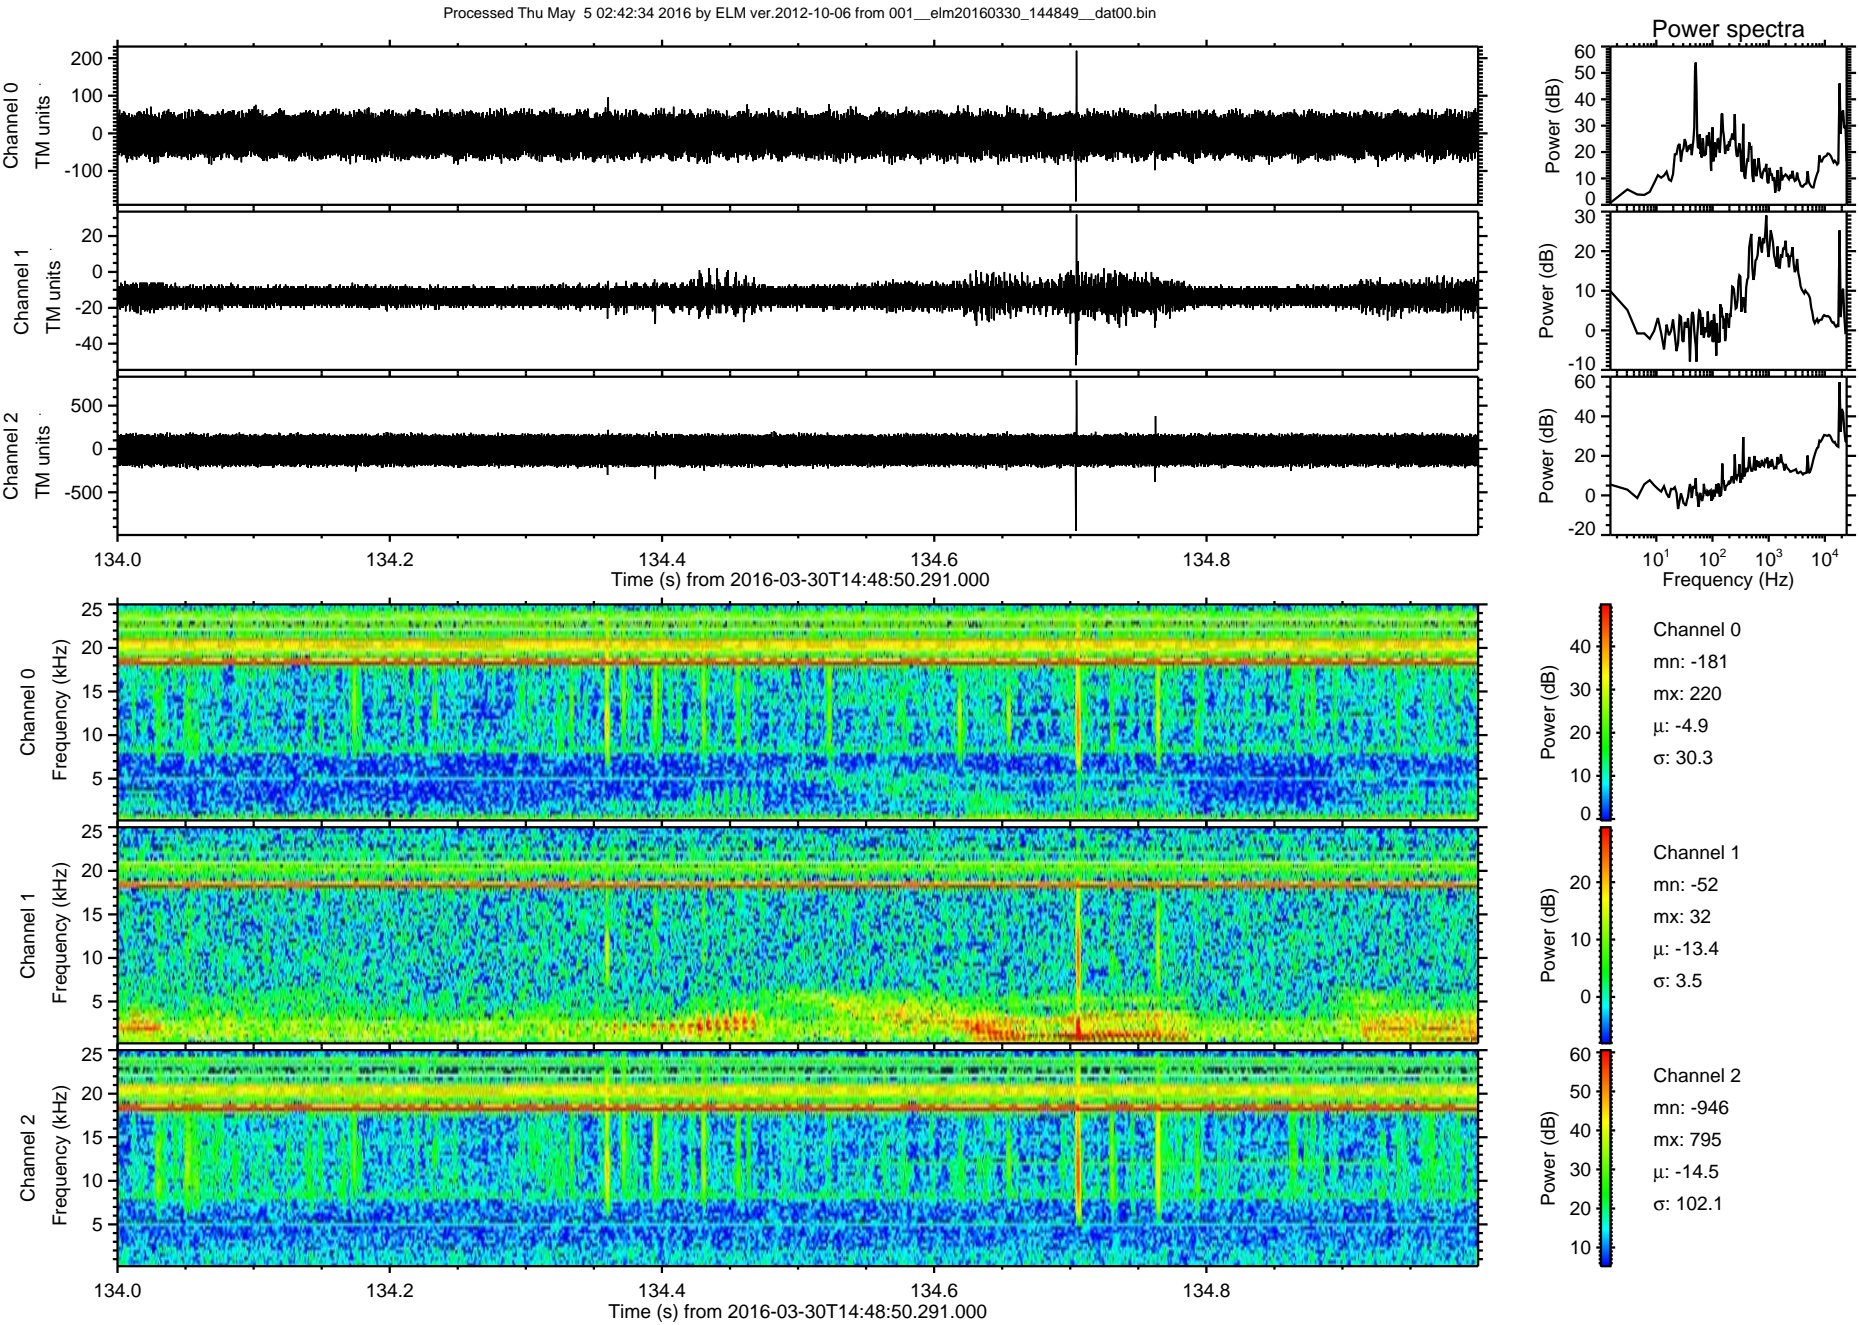 Processed Thu May  5 02:42:34 2016 by ELM ver.2012-10-06 from 001__elm20160330_144849__dat00.bin
Power spectra
Channel 0
TM units
200
100
0
-100
Power (dB)
60
50
40
30
20
10
0
Channel 1
TM units
20
0
-20
-40
Power (dB)
30
20
10
0
-10
Channel 2
TM units
500
0
-500
Power (dB)
60
40
20
0
-20
134.0
134.2
134.4
134.6
134.8
Time (s) from 2016-03-30T14:48:50.291.000
10¹
10²
10³
10⁴
Frequency (Hz)
Channel 0
Frequency (kHz)
25
20
15
10
5
Power (dB)
40
30
20
10
0
Channel 0
mn: -181
mx: 220
μ: -4.9
σ: 30.3
Channel 1
Frequency (kHz)
25
20
15
10
5
Power (dB)
20
10
0
Channel 1
mn: -52
mx: 32
μ: -13.4
σ: 3.5
Channel 2
Frequency (kHz)
25
20
15
10
5
Power (dB)
60
50
40
30
20
10
Channel 2
mn: -946
mx: 795
μ: -14.5
σ: 102.1
134.0
134.2
134.4
134.6
134.8
Time (s) from 2016-03-30T14:48:50.291.000